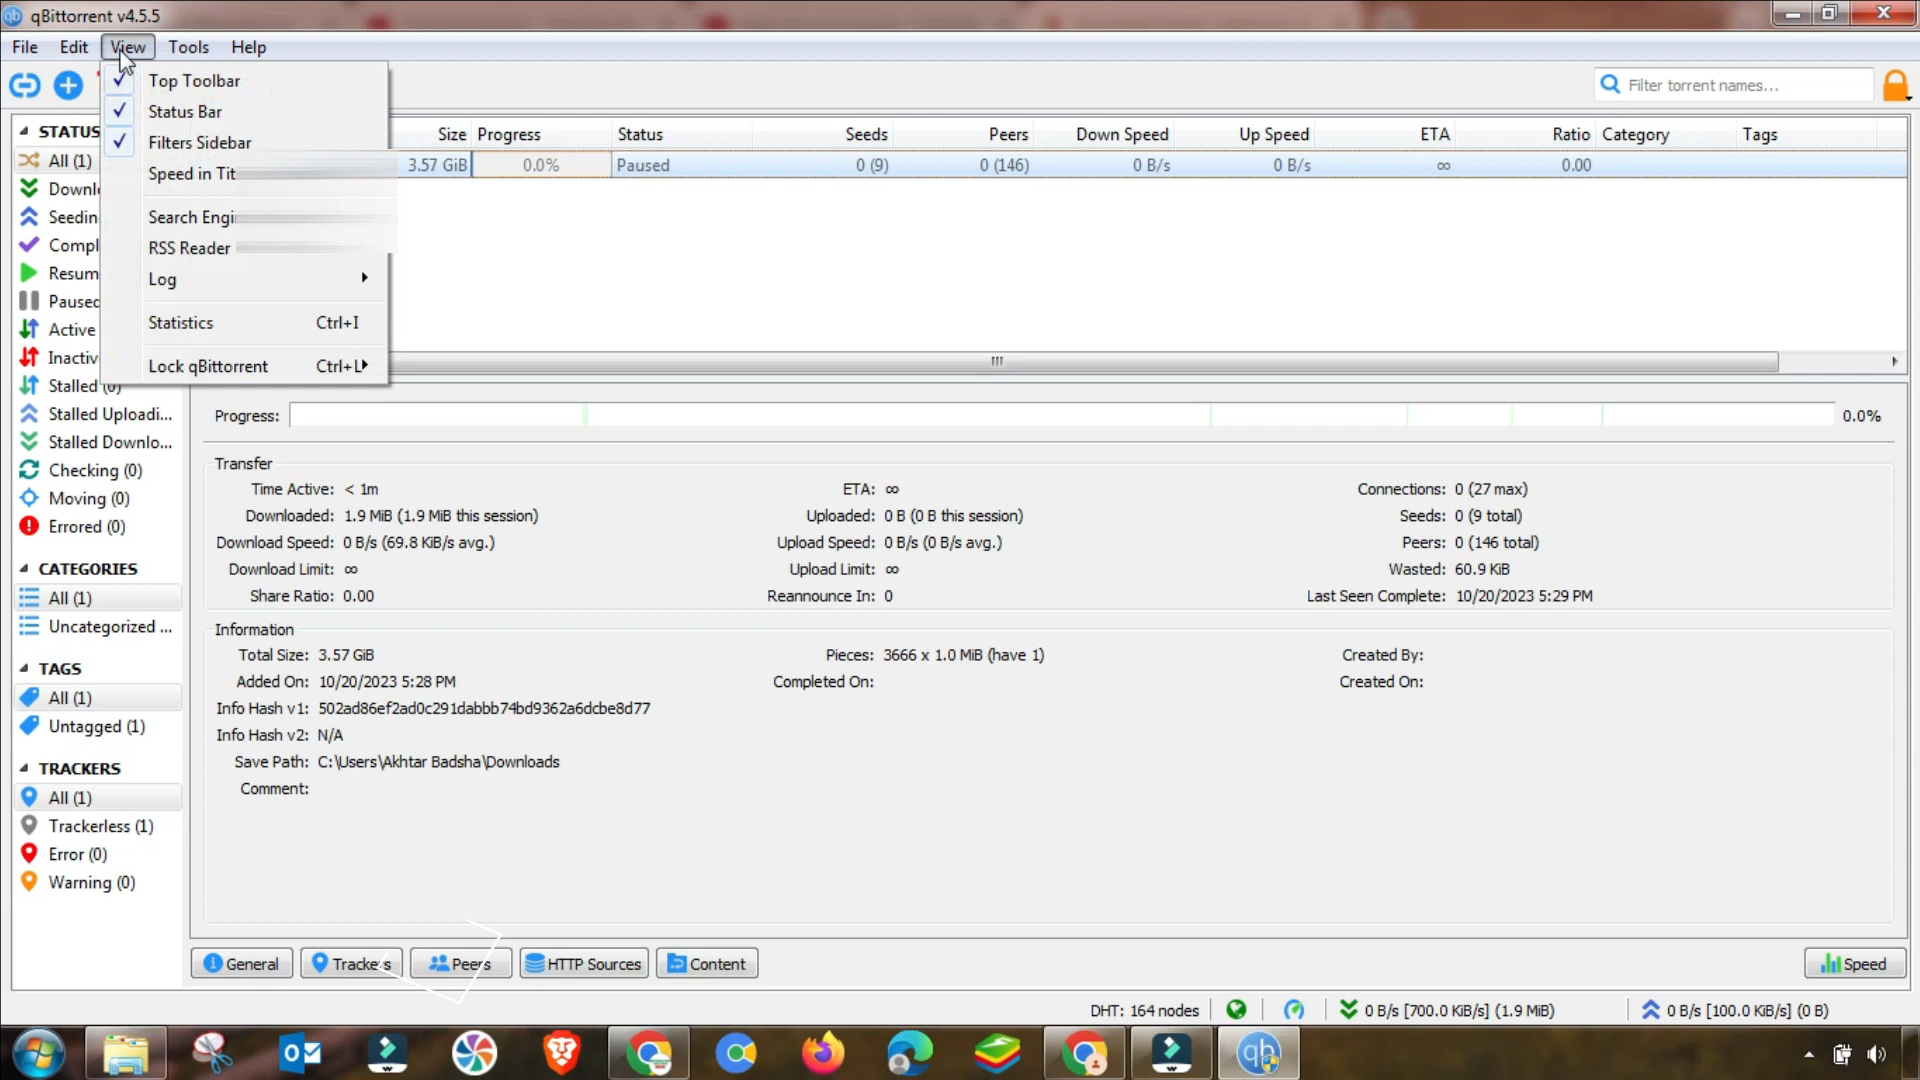 qBittorrent v4.5.5
File Edit View Tools Help
Filter torrent names...
Top Toolbar
Status Bar
Filters Sidebar
Speed in Tit
Search Engi
RSS Reader
Log
Statistics Ctrl+I
Lock qBittorrent Ctrl+L
Size Progress Status Seeds Peers Down Speed Up Speed ETA Ratio Category Tags
3.57 GiB 0.0% Paused 0 (9) 0 (146) 0 B/s 0 B/s ∞ 0.00
STATUS
All (1)
Downl
Seeding
Compl
Resum
Paused
Active
Inactiv
Stalled (0)
Stalled Uploadi...
Stalled Downlo...
Checking (0)
Moving (0)
Errored (0)
CATEGORIES
All (1)
Uncategorized ...
TAGS
All (1)
Untagged (1)
TRACKERS
All (1)
Trackerless (1)
Error (0)
Warning (0)
Progress: 0.0%
Transfer
Time Active: < 1m ETA: ∞ Connections: 0 (27 max)
Downloaded: 1.9 MiB (1.9 MiB this session) Uploaded: 0 B (0 B this session) Seeds: 0 (9 total)
Download Speed: 0 B/s (69.8 KiB/s avg.) Upload Speed: 0 B/s (0 B/s avg.) Peers: 0 (146 total)
Download Limit: ∞ Upload Limit: ∞ Wasted: 60.9 KiB
Share Ratio: 0.00 Reannounce In: 0 Last Seen Complete: 10/20/2023 5:29 PM
Information
Total Size: 3.57 GiB Pieces: 3666 x 1.0 MiB (have 1) Created By:
Added On: 10/20/2023 5:28 PM Completed On: Created On:
Info Hash v1: 502ad86ef2ad0c291dabbb74bd9362a6dcbe8d77
Info Hash v2: N/A
Save Path: C:\Users\Akhtar Badsha\Downloads
Comment:
General Trackers Peers HTTP Sources Content Speed
DHT: 164 nodes 0 B/s [700.0 KiB/s] (1.9 MiB) 0 B/s [100.0 KiB/s] (0 B)